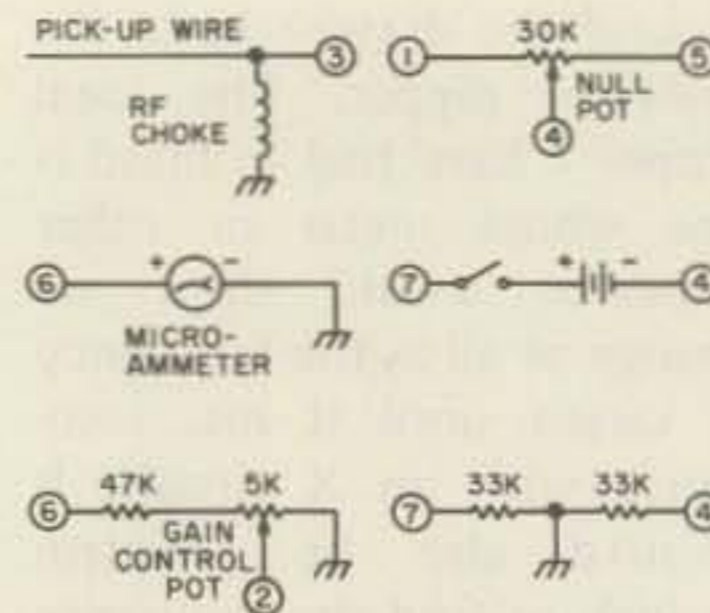 PICK-UP WIRE
3
RF
CHOKE
1
30K
5
NULL
POT
4
6
+ -
MICRO-
AMMETER
7
+ -
4
6
47K
5K
GAIN
CONTROL
POT
2
7
33K
33K
4